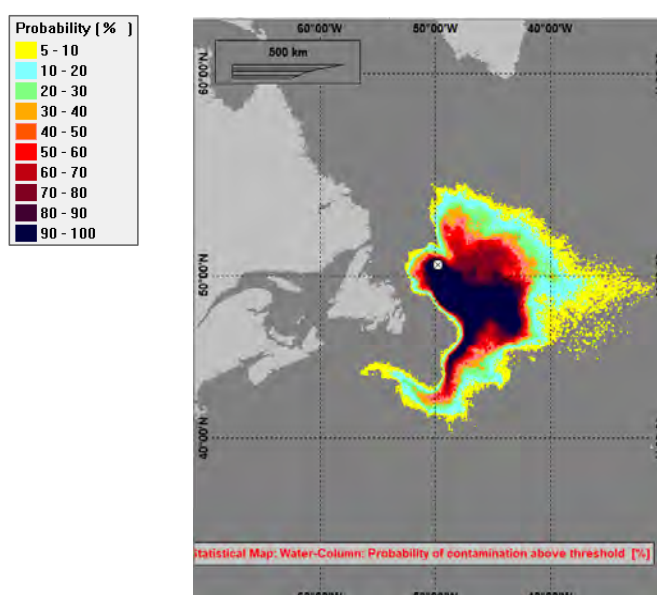 Probability [ % ]
5 - 10
10 - 20
20 - 30
30 - 40
40 - 50
50 - 60
60 - 70
70 - 80
80 - 90
90 - 100
60°00'W 50°00'W 40°00'W
500 km
60°00'N
50°00'N
40°00'N
Statistical Map: Water-Column: Probability of contamination above threshold [%]